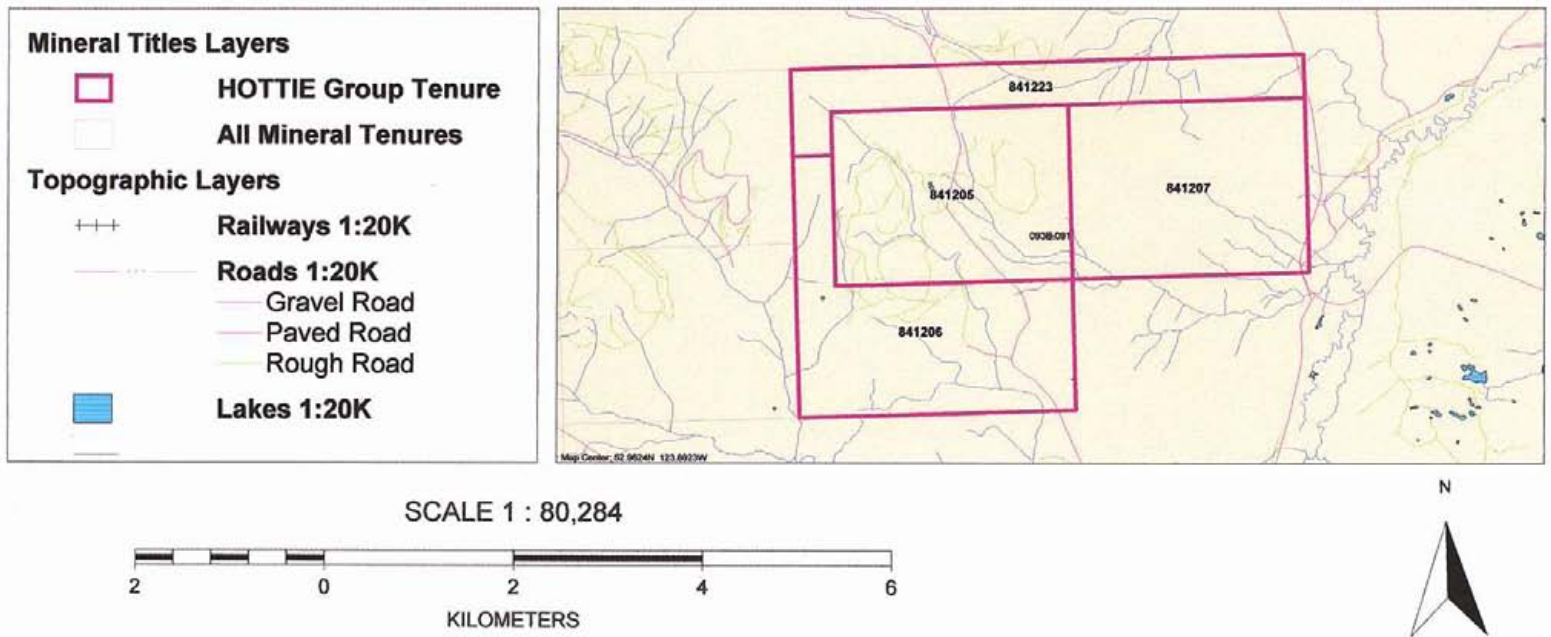 Mineral Titles Layers
HOTTIE Group Tenure
All Mineral Tenures
Topographic Layers
Railways 1:20K
Roads 1:20K
Gravel Road
Paved Road
Rough Road
Lakes 1:20K
841223
841205
841207
841206
Map Center:
SCALE 1 : 80,284
2 0 2 4 6
KILOMETERS
N